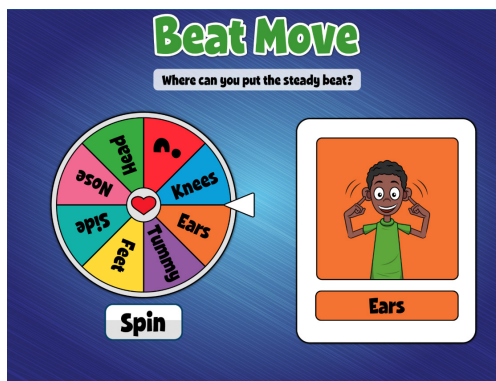 Beat Move
Where can you put the steady beat?
Head
?
Knees
Ears
Tummy
Feet
Side
Nose
Spin
Ears